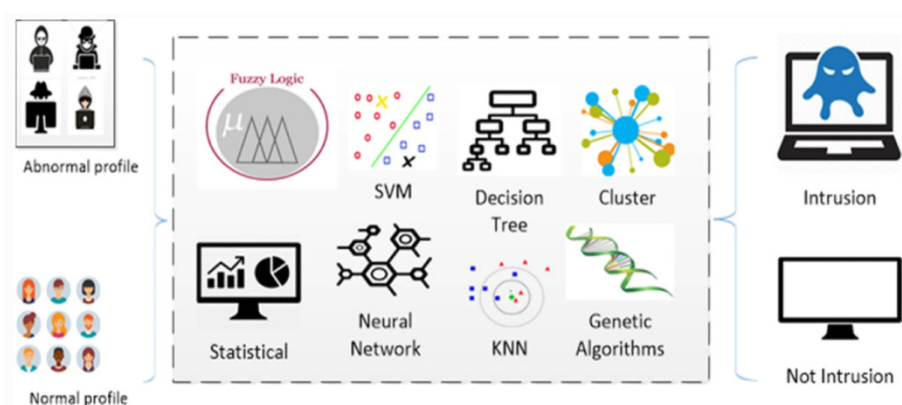 Abnormal profile
Normal profile
Fuzzy Logic
μ
SVM
Decision
Tree
Cluster
Statistical
Neural
Network
KNN
Genetic
Algorithms
Intrusion
Not Intrusion